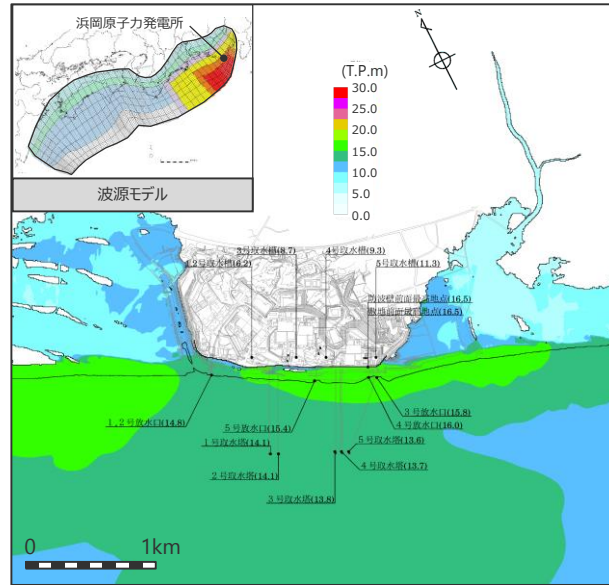 浜岡原子力発電所
波源モデル
(T.P.m)
30.0
25.0
20.0
15.0
10.0
5.0
0.0
3号取水槽(8.7)
4号取水槽(9.3)
1,2号取水槽(6.2)
5号取水槽(11.3)
防波壁前面最高地点(16.5)
敷地前面最高地点(16.5)
1,2号放水口(14.8)
5号放水口(15.4)
3号放水口(15.8)
4号放水口(16.0)
1号取水塔(14.1)
5号取水塔(13.6)
2号取水塔(14.1)
4号取水塔(13.7)
3号取水塔(13.8)
0
1km